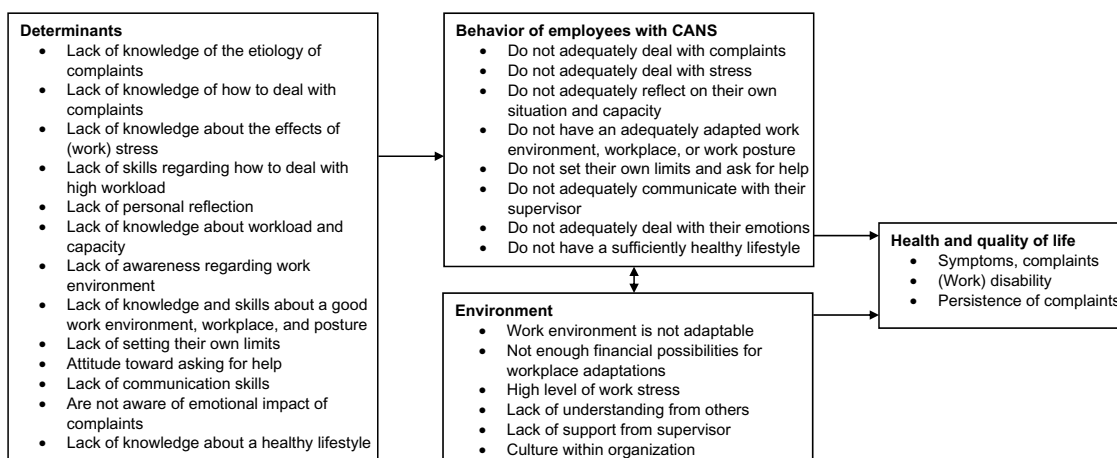 Determinants
• Lack of knowledge of the etiology of
complaints
• Lack of knowledge of how to deal with
complaints
• Lack of knowledge about the effects of
(work) stress
• Lack of skills regarding how to deal with
high workload
• Lack of personal reflection
• Lack of knowledge about workload and
capacity
• Lack of awareness regarding work
environment
• Lack of knowledge and skills about a good
work environment, workplace, and posture
• Lack of setting their own limits
• Attitude toward asking for help
• Lack of communication skills
• Are not aware of emotional impact of
complaints
• Lack of knowledge about a healthy lifestyle
Behavior of employees with CANS
• Do not adequately deal with complaints
• Do not adequately deal with stress
• Do not adequately reflect on their own
situation and capacity
• Do not have an adequately adapted work
environment, workplace, or work posture
• Do not set their own limits and ask for help
• Do not adequately communicate with their
supervisor
• Do not adequately deal with their emotions
• Do not have a sufficiently healthy lifestyle
Environment
• Work environment is not adaptable
• Not enough financial possibilities for
workplace adaptations
• High level of work stress
• Lack of understanding from others
• Lack of support from supervisor
• Culture within organization
Health and quality of life
• Symptoms, complaints
• (Work) disability
• Persistence of complaints